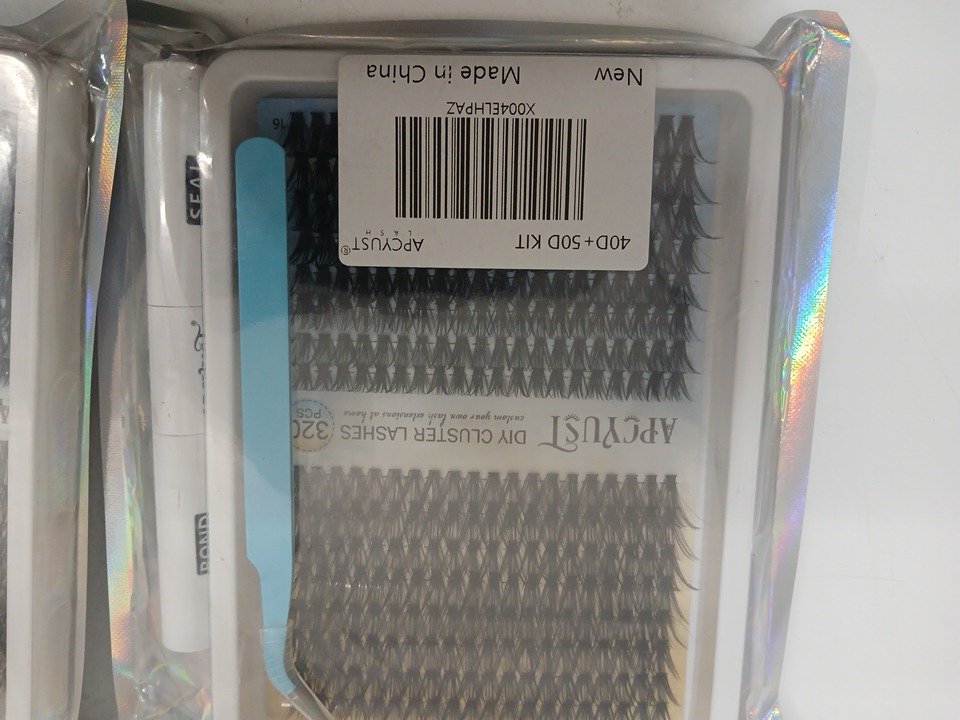 APCYUST® 40D+50D KIT
LASH
X004ELHPAZ
New Made in China
APCYUST DIY CLUSTER LASHES 320
custom your own lash extensions at home PCS
16
SEAL
BOND